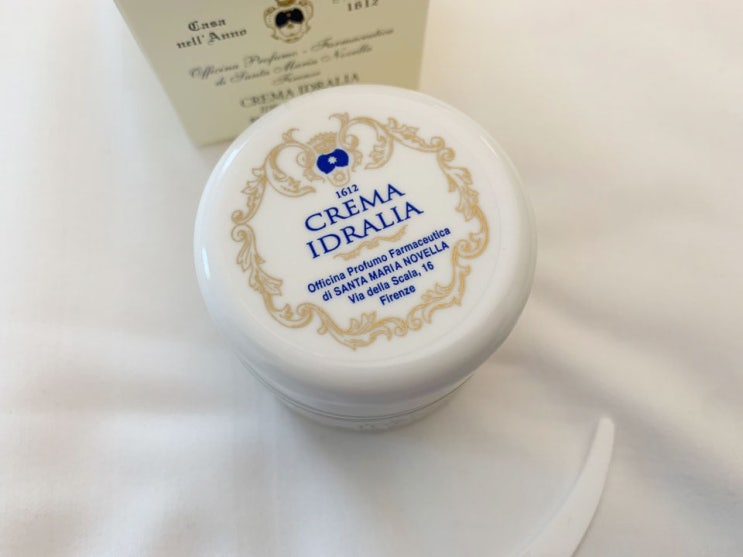 Casa
nell'Anno
1612
Officina Profumo - Farmaceutica
di Santa Maria Novella
Firenze
CREMA IDRALIA
1612
CREMA
IDRALIA
Officina Profumo Farmaceutica
di SANTA MARIA NOVELLA
Via della Scala, 16
Firenze